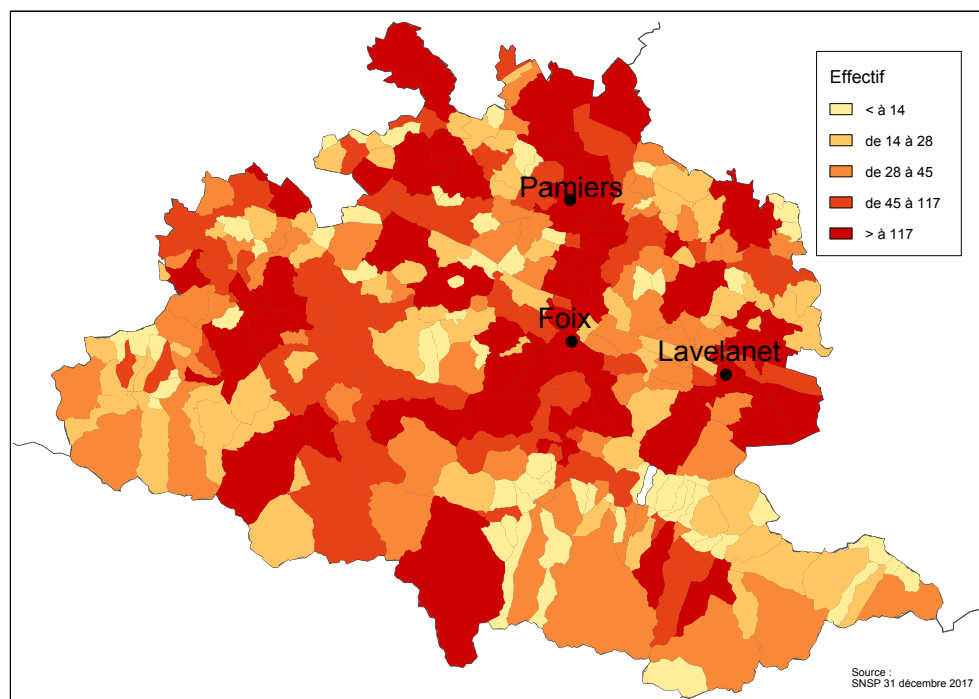 Effectif
< à 14
de 14 à 28
de 28 à 45
de 45 à 117
> à 117
Pamiers
Foix
Lavelanet
Source :
SNSP 31 décembre 2017